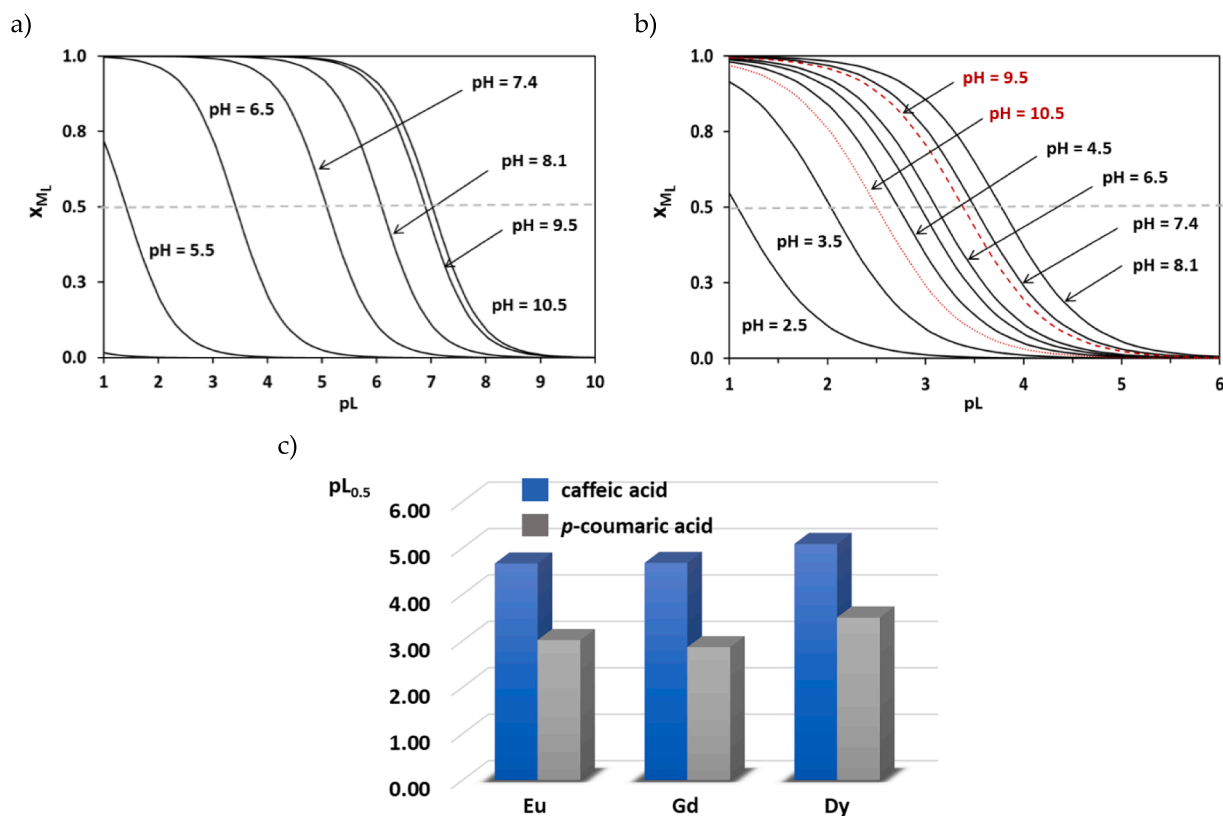 a)
1.0
0.8
0.5
0.3
0.0
X_ML
pH = 7.4
pH = 6.5
pH = 8.1
pH = 5.5
pH = 9.5
pH = 10.5
1 2 3 4 5 6 7 8 9 10
pL
b)
1.0
0.8
0.5
0.3
0.0
X_ML
pH = 9.5
pH = 10.5
pH = 4.5
pH = 6.5
pH = 3.5
pH = 7.4
pH = 8.1
pH = 2.5
1 2 3 4 5 6
pL
c)
pL0.5
caffeic acid
p-coumaric acid
6.00
5.00
4.00
3.00
2.00
1.00
0.00
Eu Gd Dy